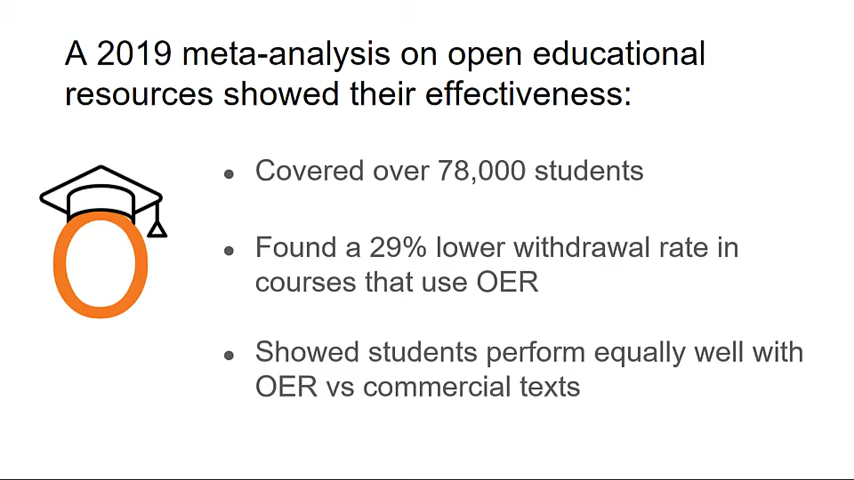 A 2019 meta-analysis on open educational
resources showed their effectiveness:
• Covered over 78,000 students
• Found a 29% lower withdrawal rate in
courses that use OER
• Showed students perform equally well with
OER vs commercial texts